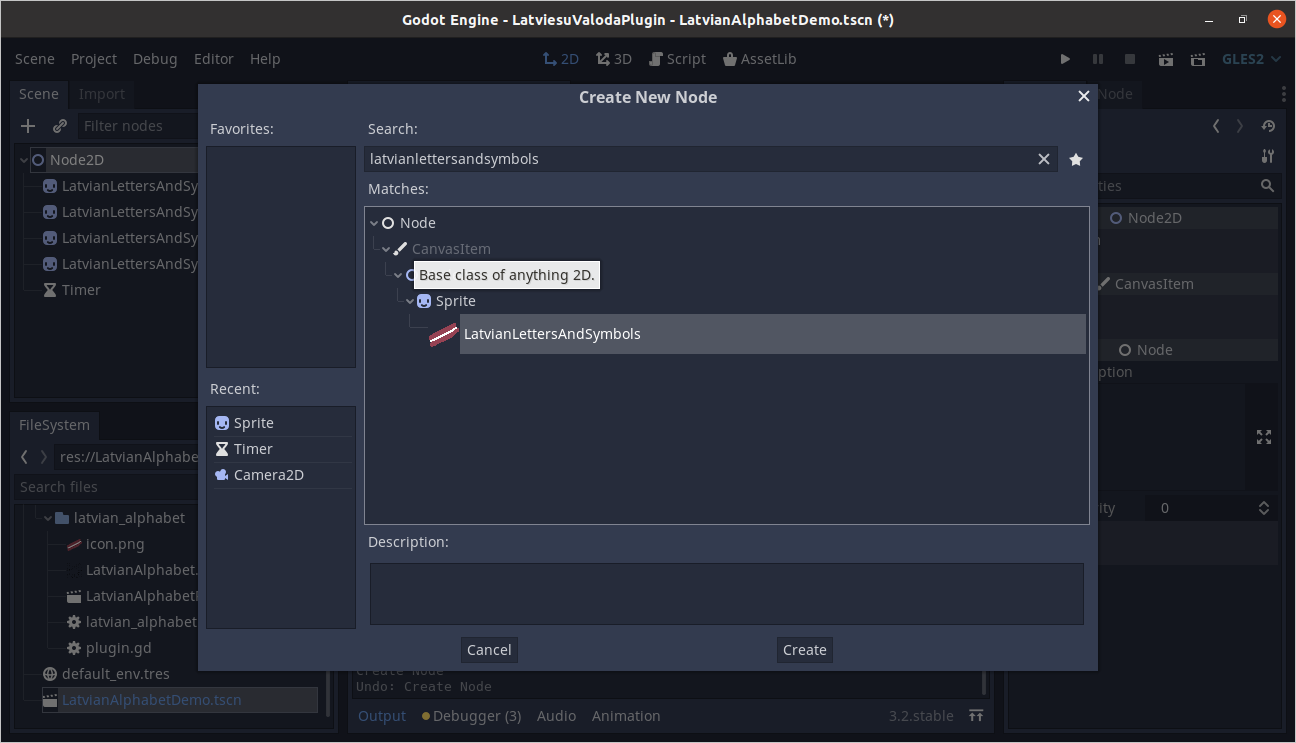 Godot Engine - LatviesuValodaPlugin - LatvianAlphabetDemo.tscn (*)
Scene Project Debug Editor Help 2D 3D Script AssetLib GLES2
Scene Import
Filter nodes
Node2D
LatvianLettersAndSy
LatvianLettersAndSy
LatvianLettersAndSy
LatvianLettersAndSy
Timer
FileSystem
res://LatvianAlphabe
Search files
latvian_alphabet
icon.png
LatvianAlphabet.
LatvianAlphabet
latvian_alphabet
plugin.gd
default_env.tres
LatvianAlphabetDemo.tscn
Create New Node
Favorites:
Recent:
Sprite
Timer
Camera2D
Search:
latvianlettersandsymbols
Matches:
Node
CanvasItem
Base class of anything 2D.
Sprite
LatvianLettersAndSymbols
Description:
Cancel Create
Create Node
Undo: Create Node
Output Debugger (3) Audio Animation 3.2.stable
Node
ties
Node2D
CanvasItem
Node
ption
ity 0